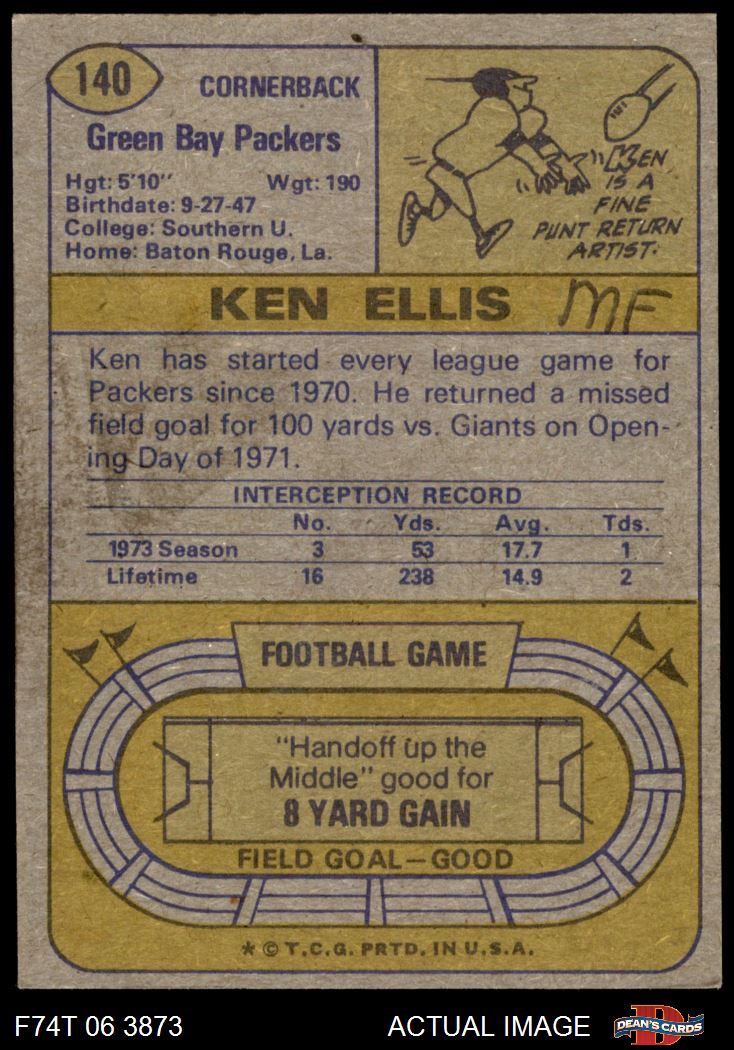 140
CORNERBACK
Green Bay Packers
Hgt: 5'10" Wgt: 190
Birthdate: 9-27-47
College: Southern U.
Home: Baton Rouge, La.
KEN
IS A
FINE
PUNT RETURN
ARTIST.
KEN ELLIS MF
Ken has started every league game for
Packers since 1970. He returned a missed
field goal for 100 yards vs. Giants on Open-
ing Day of 1971.
INTERCEPTION RECORD
No. Yds. Avg. Tds.
1973 Season 3 53 17.7 1
Lifetime 16 238 14.9 2
FOOTBALL GAME
"Handoff up the
Middle" good for
8 YARD GAIN
FIELD GOAL—GOOD
* © T.C.G. PRTD. IN U.S.A.
F74T 06 3873 ACTUAL IMAGE D DEAN'S CARDS